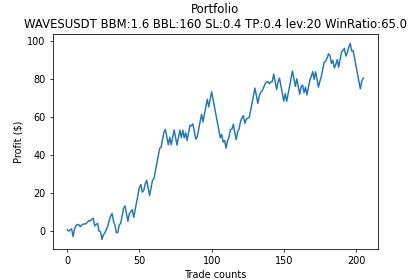 Portfolio
WAVESUSDT BBM:1.6 BBL:160 SL:0.4 TP:0.4 lev:20 WinRatio:65.0
100
80
60
40
20
0
Profit ($)
0 50 100 150 200
Trade counts